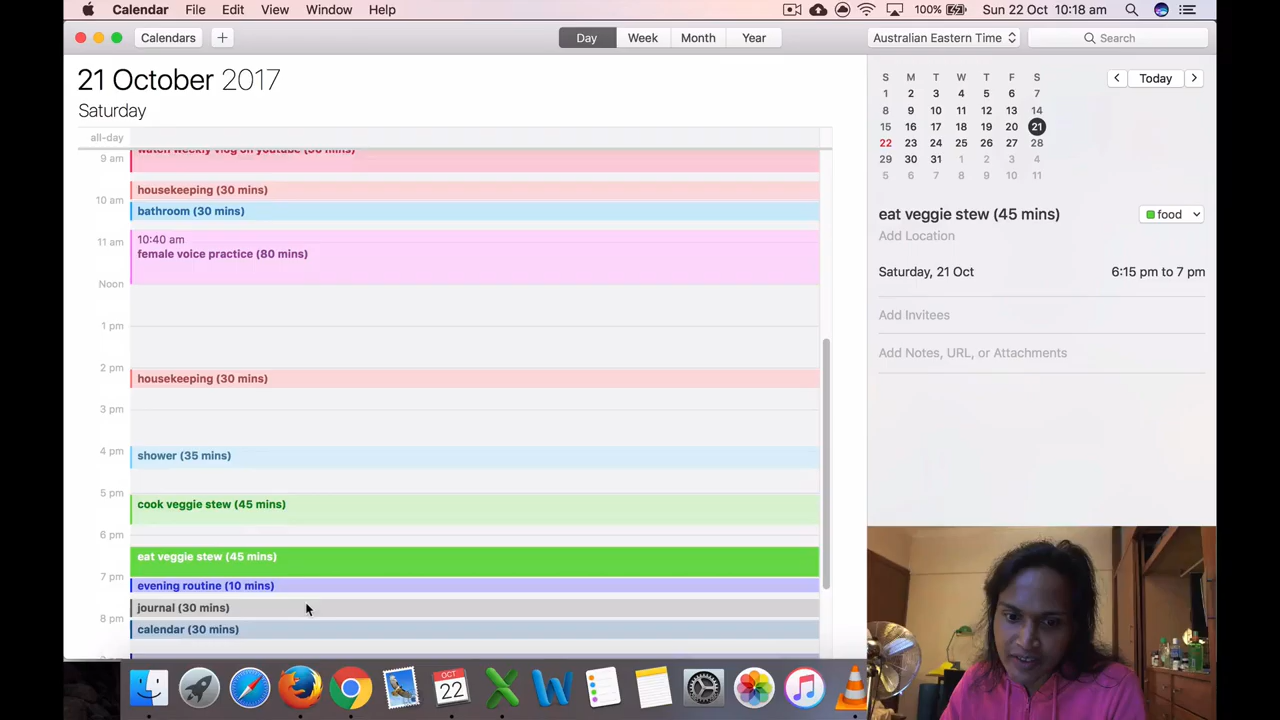 Calendar File Edit View Window Help 100% Sun 22 Oct 10:18 am
Calendars + Day Week Month Year Australian Eastern Time Search
21 October 2017
Saturday
all-day
watch weekly vlog on youtube (30 mins)
9 am
housekeeping (30 mins)
10 am
bathroom (30 mins)
10:40 am
11 am
female voice practice (80 mins)
Noon
1 pm
2 pm
housekeeping (30 mins)
3 pm
4 pm
shower (35 mins)
5 pm
cook veggie stew (45 mins)
6 pm
eat veggie stew (45 mins)
7 pm
evening routine (10 mins)
journal (30 mins)
8 pm
calendar (30 mins)
S M T W T F S
< Today >
1 2 3 4 5 6 7
8 9 10 11 12 13 14
15 16 17 18 19 20 21
22 23 24 25 26 27 28
29 30 31 1 2 3 4
5 6 7 8 9 10 11
eat veggie stew (45 mins) food
Add Location
Saturday, 21 Oct 6:15 pm to 7 pm
Add Invitees
Add Notes, URL, or Attachments
OCT
22